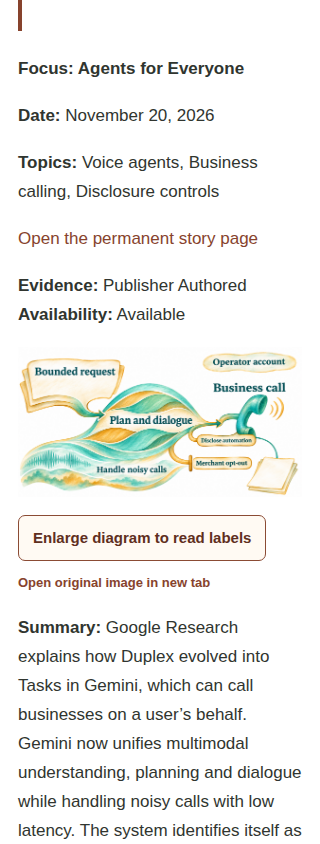 Focus: Agents for Everyone
Date: November 20, 2026
Topics: Voice agents, Business
calling, Disclosure controls
Open the permanent story page
Evidence: Publisher Authored
Availability: Available
Bounded request
Operator account
Business call
Plan and dialogue
Disclose automation
Handle noisy calls
Merchant opt-out
Enlarge diagram to read labels
Open original image in new tab
Summary: Google Research
explains how Duplex evolved into
Tasks in Gemini, which can call
businesses on a user’s behalf.
Gemini now unifies multimodal
understanding, planning and dialogue
while handling noisy calls with low
latency. The system identifies itself as